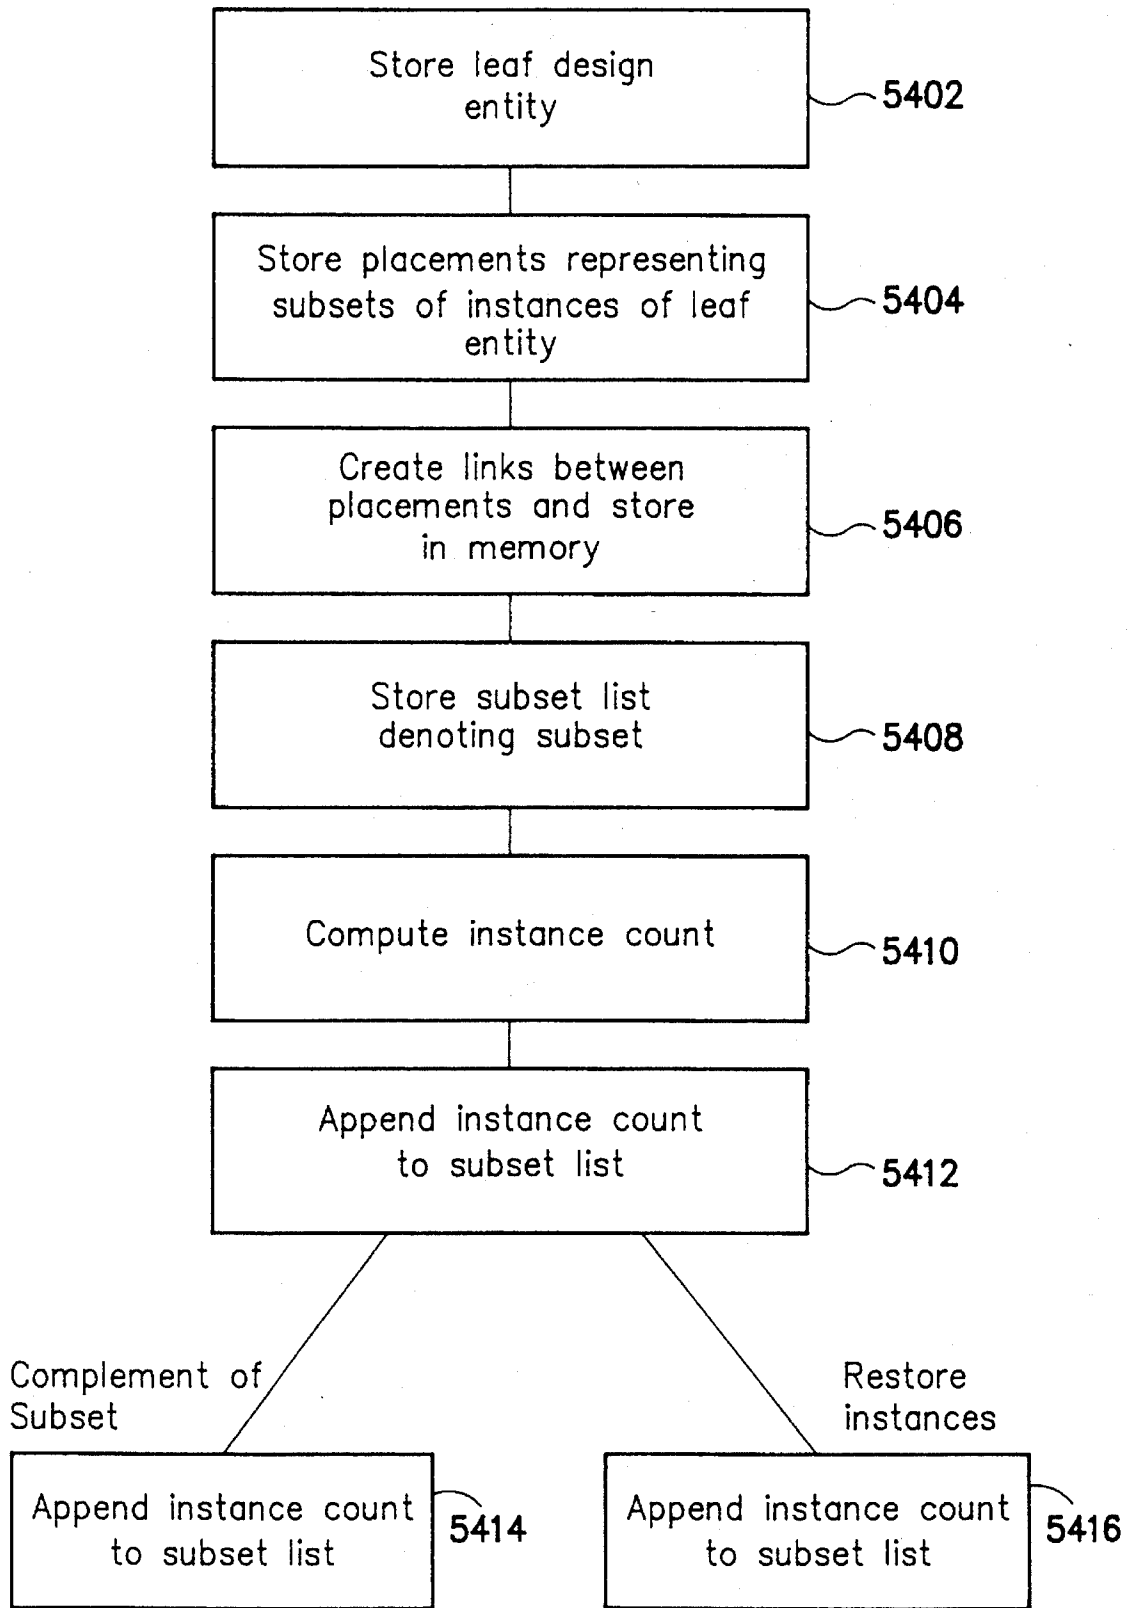 Store leaf design
entity
5402
Store placements representing
subsets of instances of leaf
entity
5404
Create links between
placements and store
in memory
5406
Store subset list
denoting subset
5408
Compute instance count
5410
Append instance count
to subset list
5412
Complement of
Subset
Restore
instances
Append instance count
to subset list
5414
Append instance count
to subset list
5416